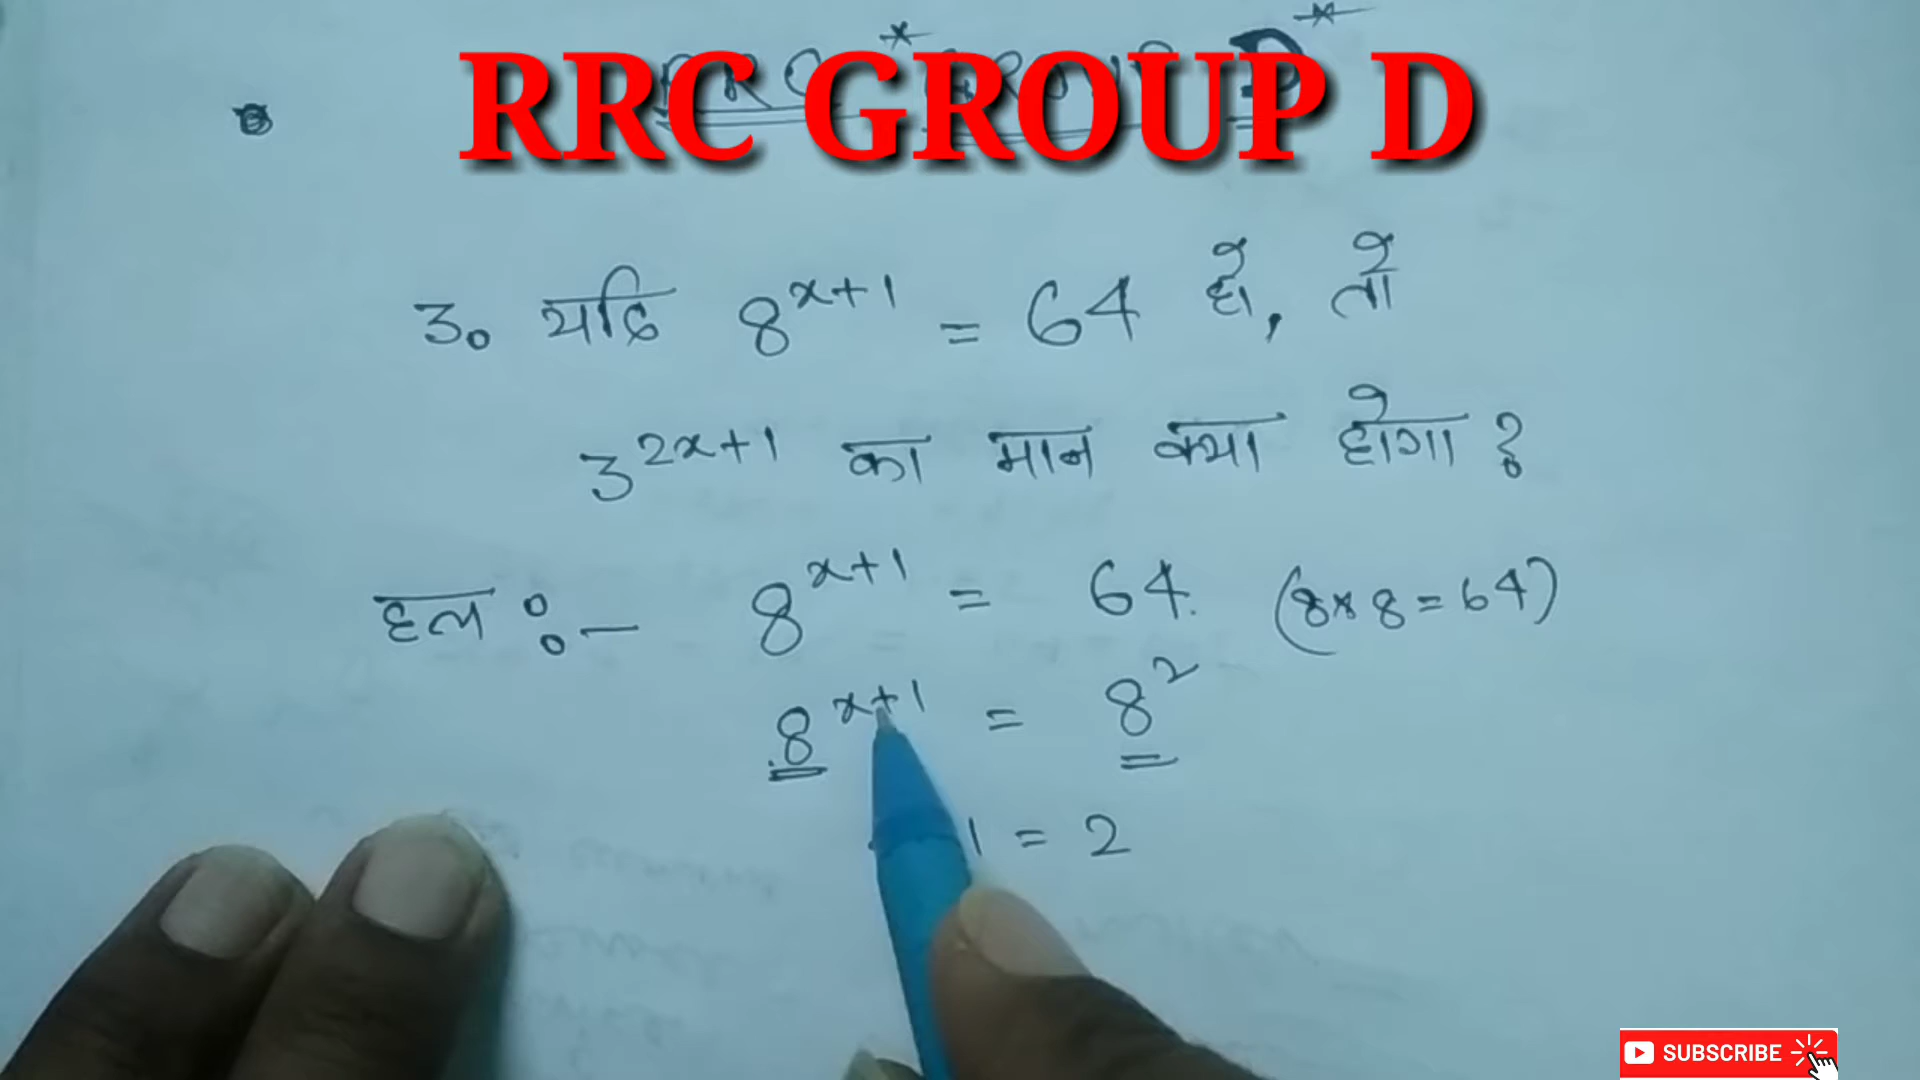 RRC GROUP D
3. यदि 8^{x+1} = 64 हो, तो
3^{2x+1} का मान क्या होगा ?
हल :- 8^{x+1} = 64. (8*8=64)
8^{x+1} = 8^2
1 = 2
SUBSCRIBE